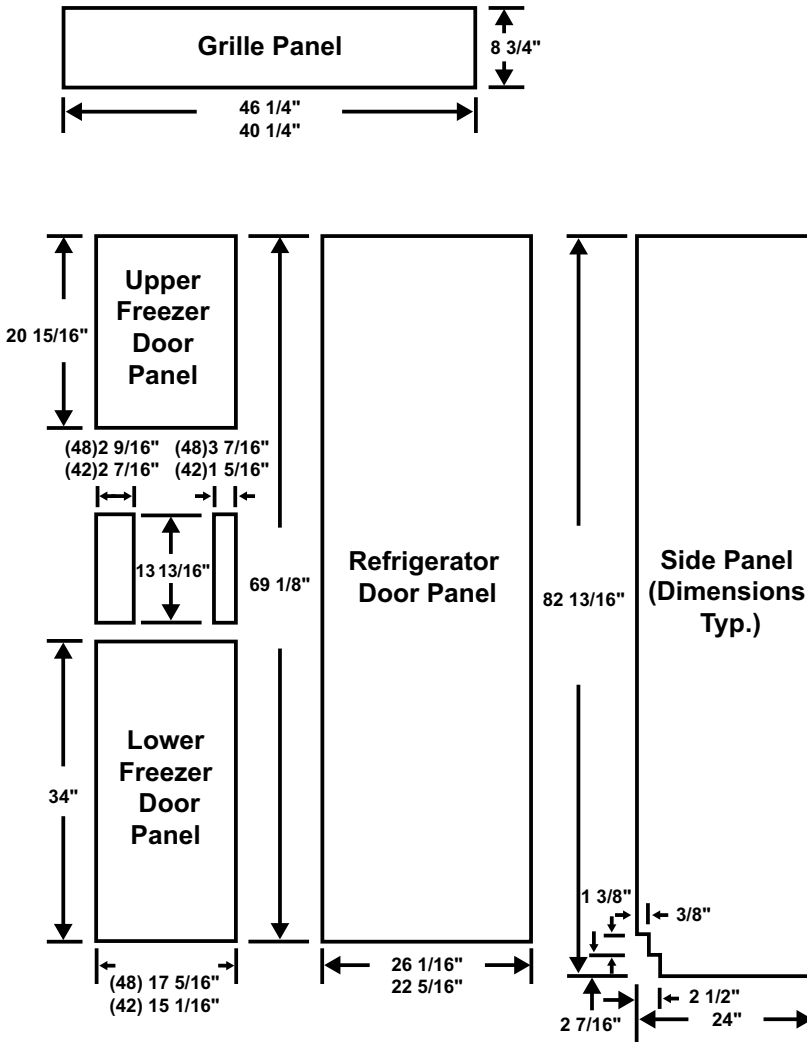 Grille Panel
8 3/4"
46 1/4"
40 1/4"
Upper
Freezer
Door
Panel
20 15/16"
(48)2 9/16"
(42)2 7/16"
(48)3 7/16"
(42)1 5/16"
13 13/16"
69 1/8"
Refrigerator
Door Panel
82 13/16"
Side Panel
(Dimensions
Typ.)
Lower
Freezer
Door
Panel
34"
1 3/8"
3/8"
(48) 17 5/16"
(42) 15 1/16"
26 1/16"
22 5/16"
2 7/16"
2 1/2"
24"